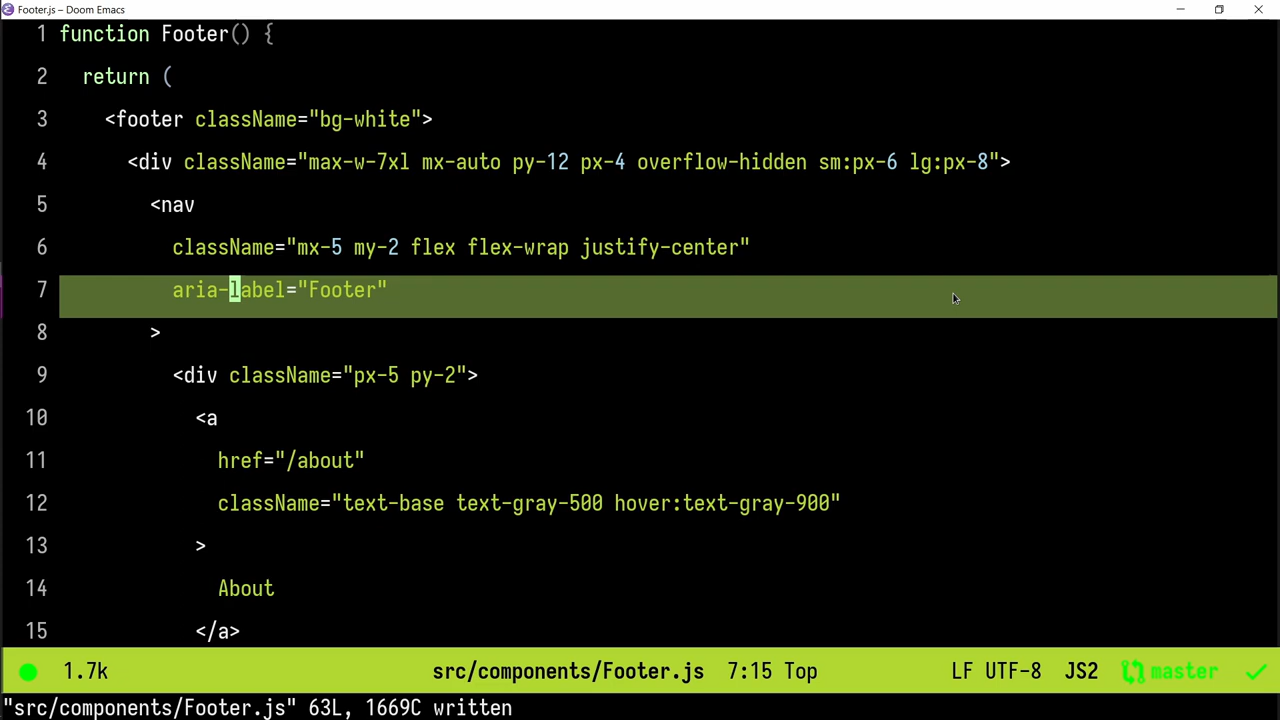 Footer.js – Doom Emacs
1 function Footer() {
2 return (
3 <footer className="bg-white">
4 <div className="max-w-7xl mx-auto py-12 px-4 overflow-hidden sm:px-6 lg:px-8">
5 <nav
6 className="mx-5 my-2 flex flex-wrap justify-center"
7 aria-label="Footer"
8 >
9 <div className="px-5 py-2">
10 <a
11 href="/about"
12 className="text-base text-gray-500 hover:text-gray-900"
13 >
14 About
15 </a>
1.7k src/components/Footer.js 7:15 Top LF UTF-8 JS2 master
"src/components/Footer.js" 63L, 1669C written